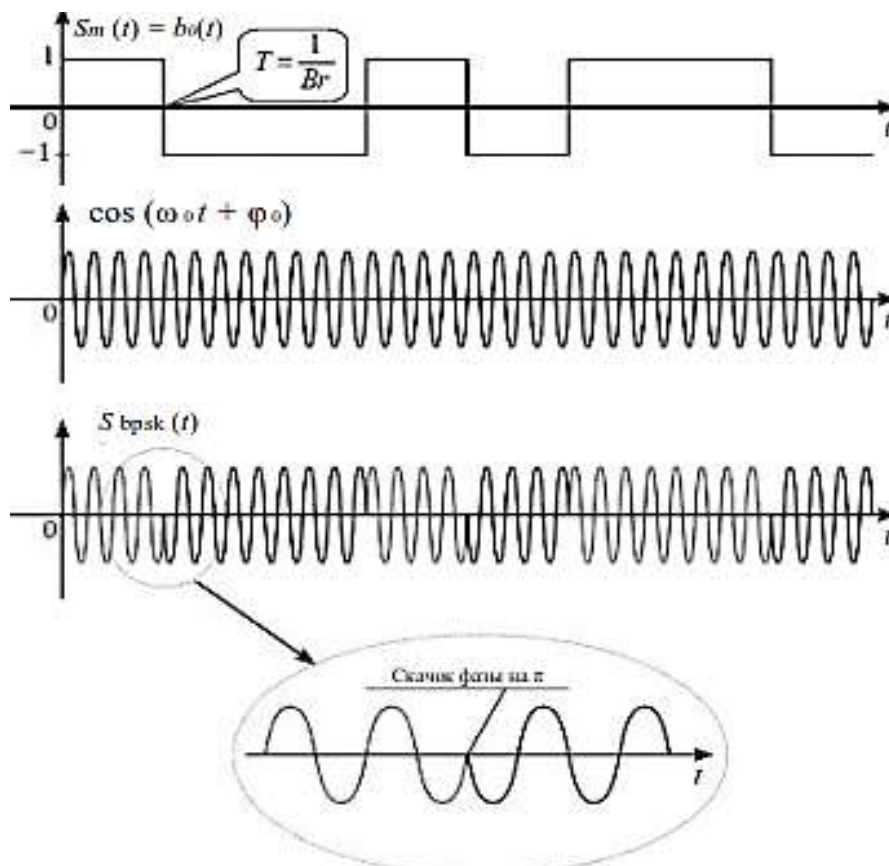 Sm (t) = b₀(t)
T = 1/Br
1
0
−1
t
cos (ω₀t + φ₀)
0
t
S bpsk (t)
0
t
Скачок фазы на π
t